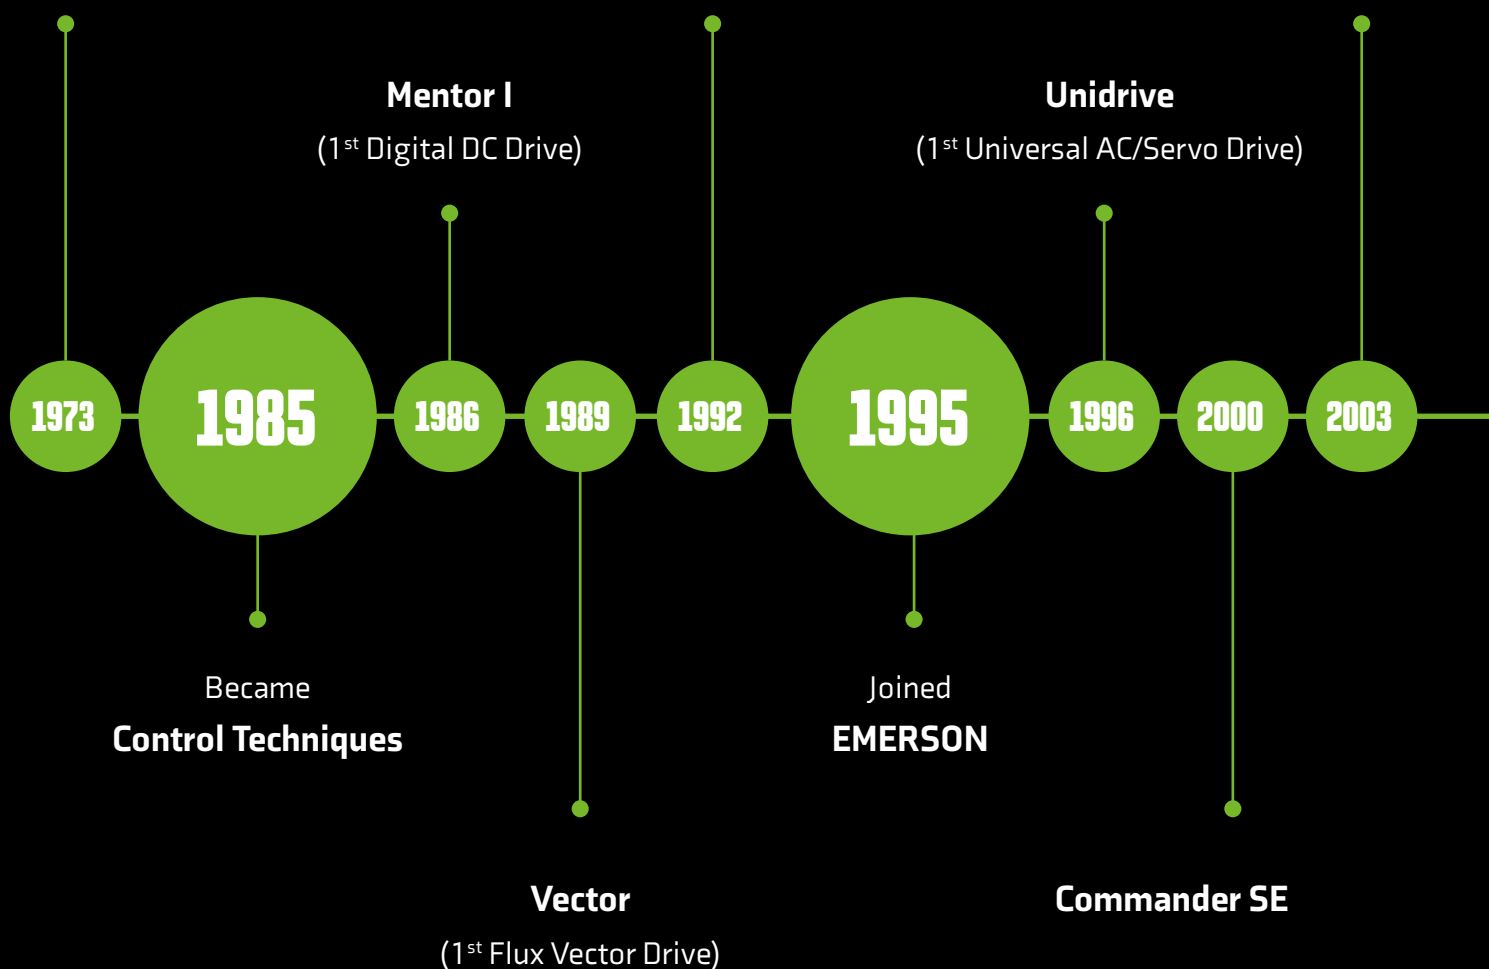 Mentor I
(1st Digital DC Drive)
Unidrive
(1st Universal AC/Servo Drive)
1973
1985
1986
1989
1992
1995
1996
2000
2003
Became
Control Techniques
Joined
EMERSON
Vector
(1st Flux Vector Drive)
Commander SE